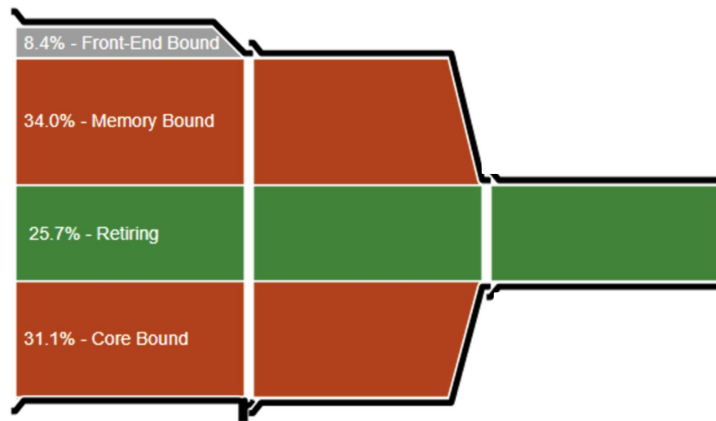 8.4% - Front-End Bound
34.0% - Memory Bound
25.7% - Retiring
31.1% - Core Bound